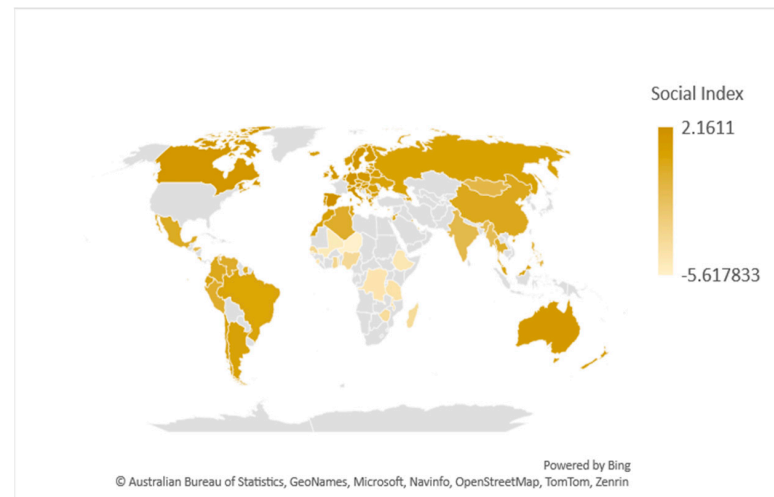 Social Index
2.1611
-5.617833
Powered by Bing
© Australian Bureau of Statistics, GeoNames, Microsoft, Navinfo, OpenStreetMap, TomTom, Zenrin